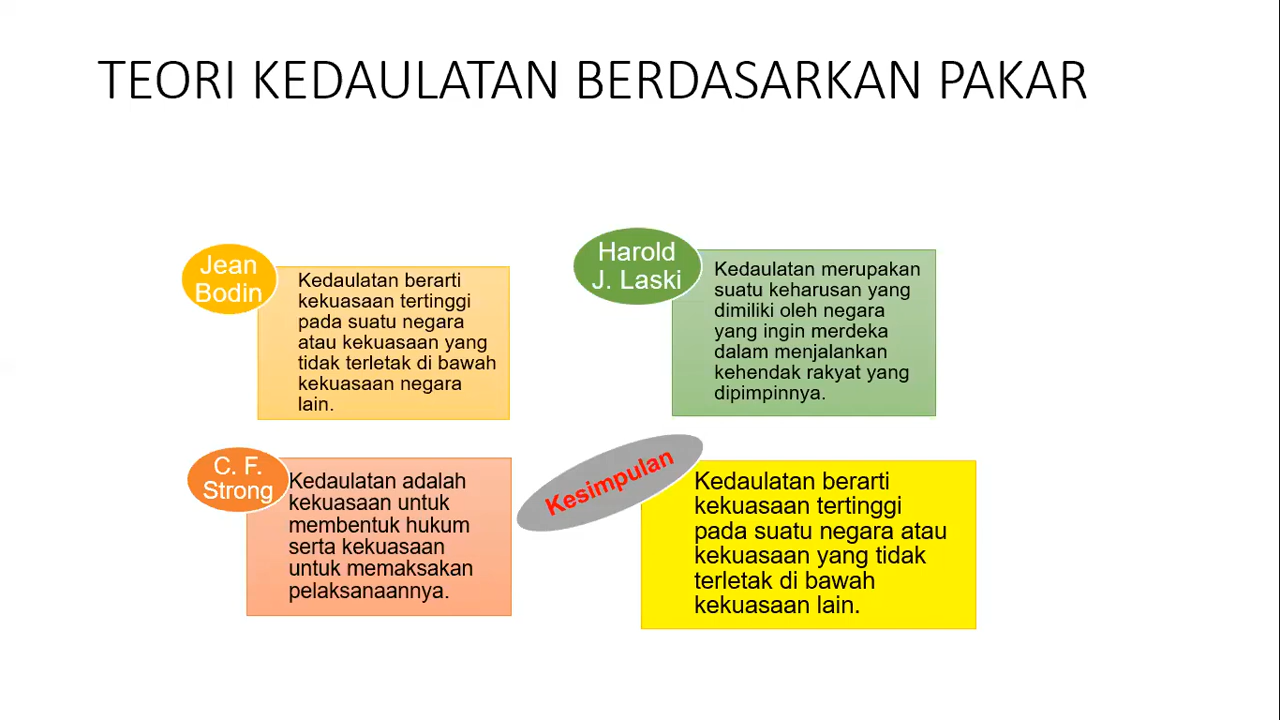 TEORI KEDAULATAN BERDASARKAN PAKAR
Jean
Bodin
Kedaulatan berarti
kekuasaan tertinggi
pada suatu negara
atau kekuasaan yang
tidak terletak di bawah
kekuasaan negara
lain.
Harold
J. Laski
Kedaulatan merupakan
suatu keharusan yang
dimiliki oleh negara
yang ingin merdeka
dalam menjalankan
kehendak rakyat yang
dipimpinnya.
C. F.
Strong
Kedaulatan adalah
kekuasaan untuk
membentuk hukum
serta kekuasaan
untuk memaksakan
pelaksanaannya.
Kesimpulan
Kedaulatan berarti
kekuasaan tertinggi
pada suatu negara atau
kekuasaan yang tidak
terletak di bawah
kekuasaan lain.